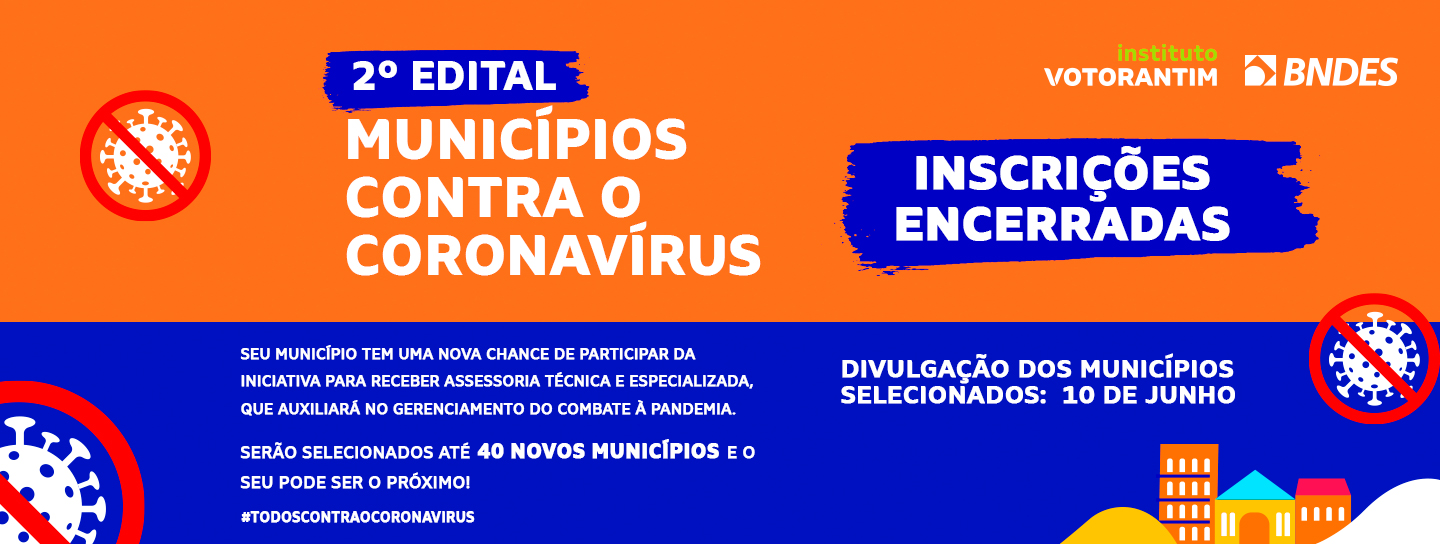 2º EDITAL
MUNICÍPIOS
CONTRA O
CORONAVÍRUS
instituto
VOTORANTIM
BNDES
INSCRIÇÕES
ENCERRADAS
SEU MUNICÍPIO TEM UMA NOVA CHANCE DE PARTICIPAR DA
INICIATIVA PARA RECEBER ASSESSORIA TÉCNICA E ESPECIALIZADA,
QUE AUXILIARÁ NO GERENCIAMENTO DO COMBATE À PANDEMIA.
SERÃO SELECIONADOS ATÉ 40 NOVOS MUNICÍPIOS E O
SEU PODE SER O PRÓXIMO!
#TODOSCONTRAOCORONAVIRUS
DIVULGAÇÃO DOS MUNICÍPIOS
SELECIONADOS: 10 DE JUNHO